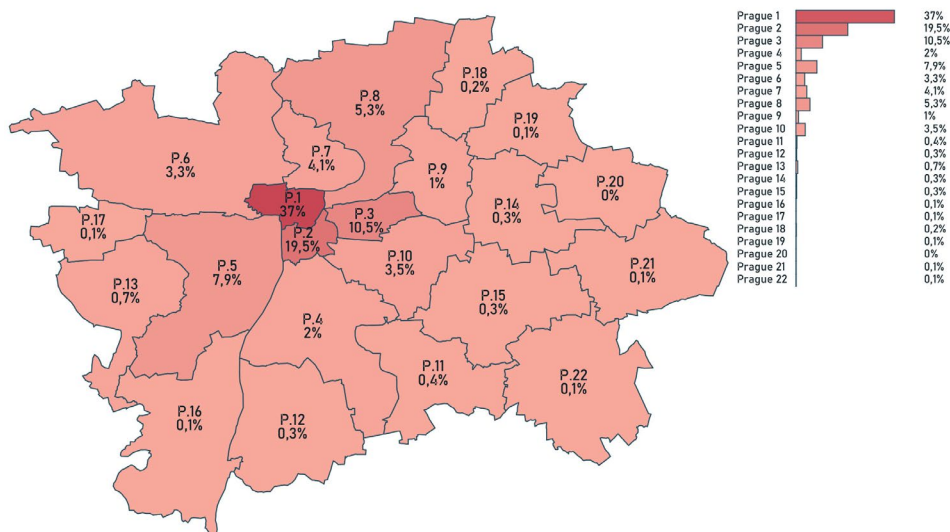 P.18
0,2%
P.8
5,3%
P.19
0,1%
P.7
4,1%
P.6
3,3%
P.9
1%
P.20
0%
P.1
37%
P.14
0,3%
P.3
10,5%
P.17
0,1%
P.2
19,5%
P.10
3,5%
P.5
7,9%
P.21
0,1%
P.13
0,7%
P.15
0,3%
P.4
2%
P.11
0,4%
P.22
0,1%
P.16
0,1%
P.12
0,3%
Prague 1 37%
Prague 2 19,5%
Prague 3 10,5%
Prague 4 2%
Prague 5 7,9%
Prague 6 3,3%
Prague 7 4,1%
Prague 8 5,3%
Prague 9 1%
Prague 10 3,5%
Prague 11 0,4%
Prague 12 0,3%
Prague 13 0,7%
Prague 14 0,3%
Prague 15 0,3%
Prague 16 0,1%
Prague 17 0,1%
Prague 18 0,2%
Prague 19 0,1%
Prague 20 0%
Prague 21 0,1%
Prague 22 0,1%